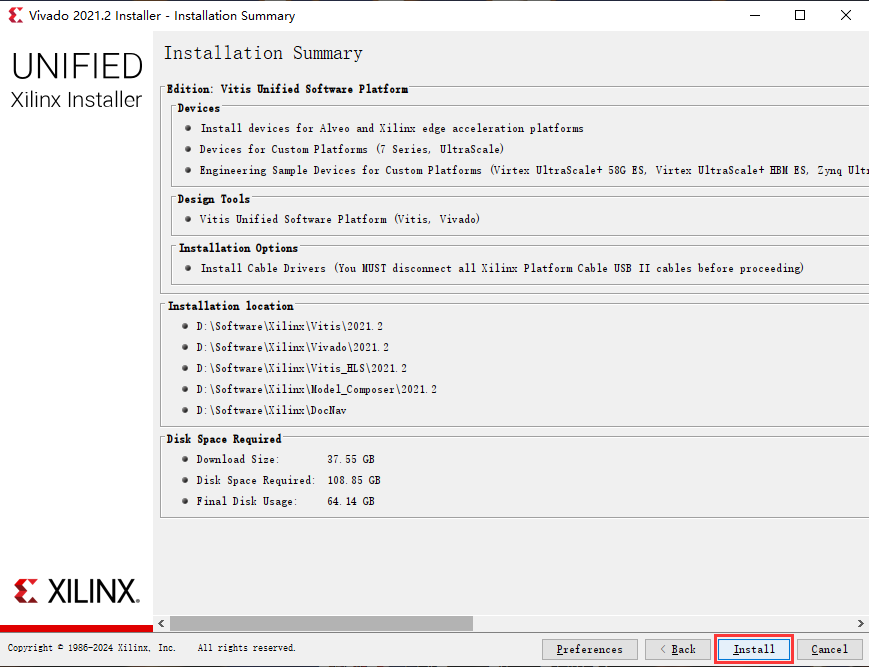 Vivado 2021.2 Installer - Installation Summary
UNIFIED
Xilinx Installer
Installation Summary
Edition: Vitis Unified Software Platform
Devices
Install devices for Alveo and Xilinx edge acceleration platforms
Devices for Custom Platforms (7 Series, UltraScale)
Engineering Sample Devices for Custom Platforms (Virtex UltraScale+ 58G ES, Virtex UltraScale+ HBM ES, Zynq Ultr
Design Tools
Vitis Unified Software Platform (Vitis, Vivado)
Installation Options
Install Cable Drivers (You MUST disconnect all Xilinx Platform Cable USB II cables before proceeding)
Installation location
D:\Software\Xilinx\Vitis\2021.2
D:\Software\Xilinx\Vivado\2021.2
D:\Software\Xilinx\Vitis_HLS\2021.2
D:\Software\Xilinx\Model_Composer\2021.2
D:\Software\Xilinx\DocNav
Disk Space Required
Download Size: 37.55 GB
Disk Space Required: 108.85 GB
Final Disk Usage: 64.14 GB
XILINX.
Copyright © 1986-2024 Xilinx, Inc. All rights reserved.
Preferences < Back Install Cancel